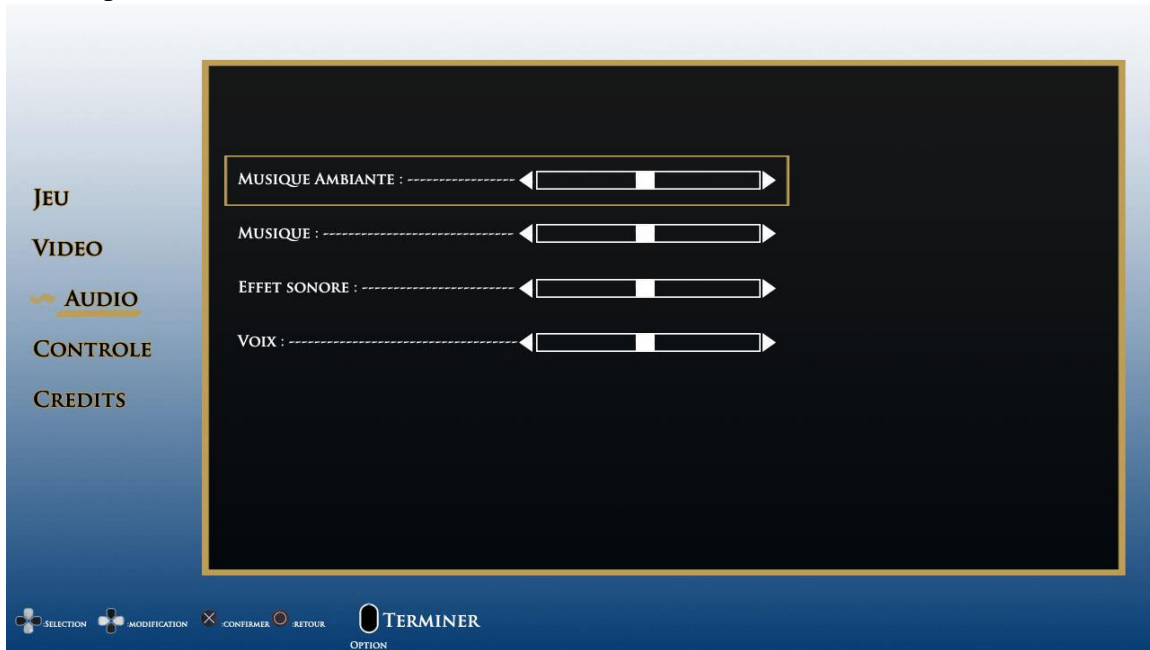 JEU
VIDEO
AUDIO
CONTROLE
CREDITS
MUSIQUE AMBIANTE : -----------------
MUSIQUE : -----------------------------
EFFET SONORE : -----------------------
VOIX : -----------------------------------
:SELECTION :MODIFICATION :CONFIRMER :RETOUR TERMINER
OPTION